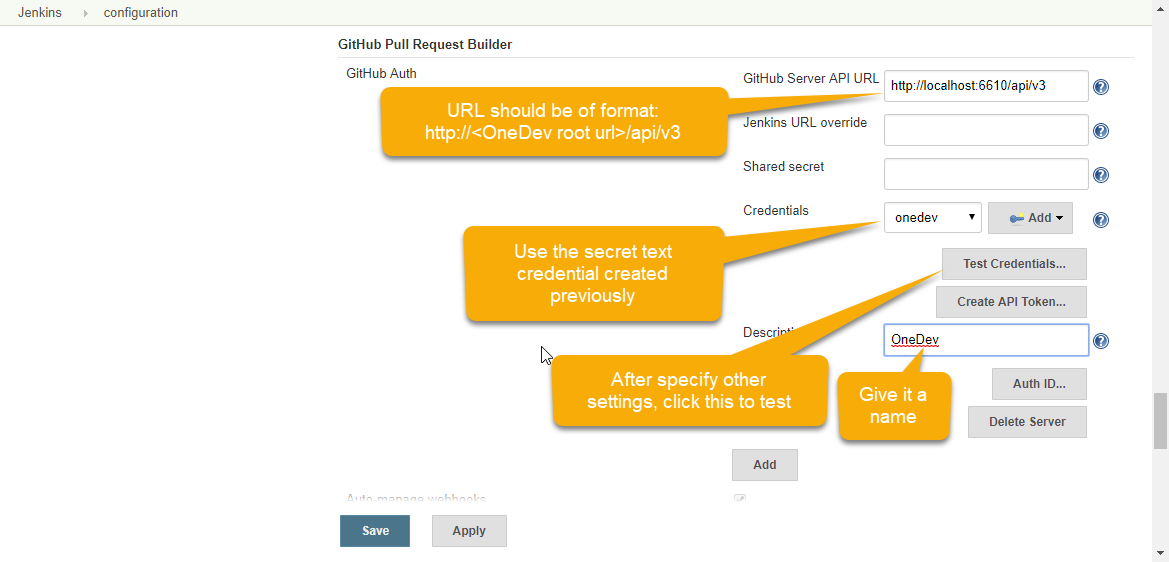 Jenkins configuration
GitHub Pull Request Builder
GitHub Auth
GitHub Server API URL http://localhost:6610/api/v3
URL should be of format:
http://<OneDev root url>/api/v3
Jenkins URL override
Shared secret
Credentials onedev Add
Use the secret text
credential created
previously
Test Credentials...
Create API Token...
Descripti OneDev
After specify other
settings, click this to test
Give it a
name
Auth ID...
Delete Server
Add
Auto-manage webhooks
Save Apply